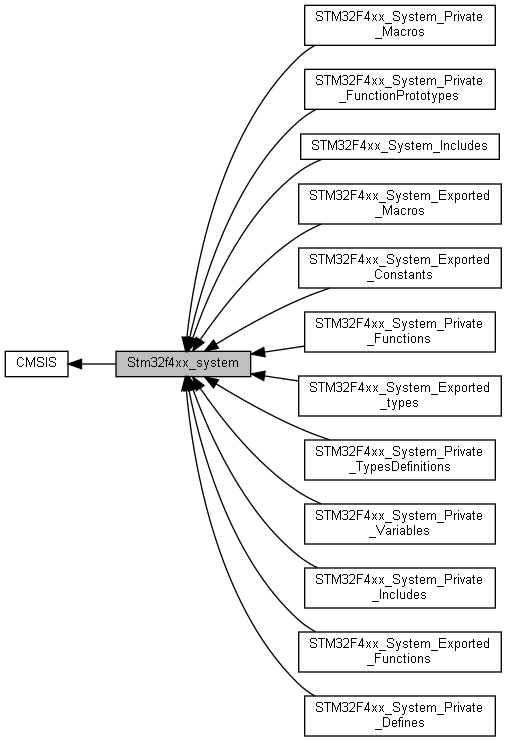 STM32F4xx_System_Private
_Macros
STM32F4xx_System_Private
_FunctionPrototypes
STM32F4xx_System_Includes
STM32F4xx_System_Exported
_Macros
STM32F4xx_System_Exported
_Constants
STM32F4xx_System_Private
_Functions
CMSIS
Stm32f4xx_system
STM32F4xx_System_Exported
_types
STM32F4xx_System_Private
_TypesDefinitions
STM32F4xx_System_Private
_Variables
STM32F4xx_System_Private
_Includes
STM32F4xx_System_Exported
_Functions
STM32F4xx_System_Private
_Defines